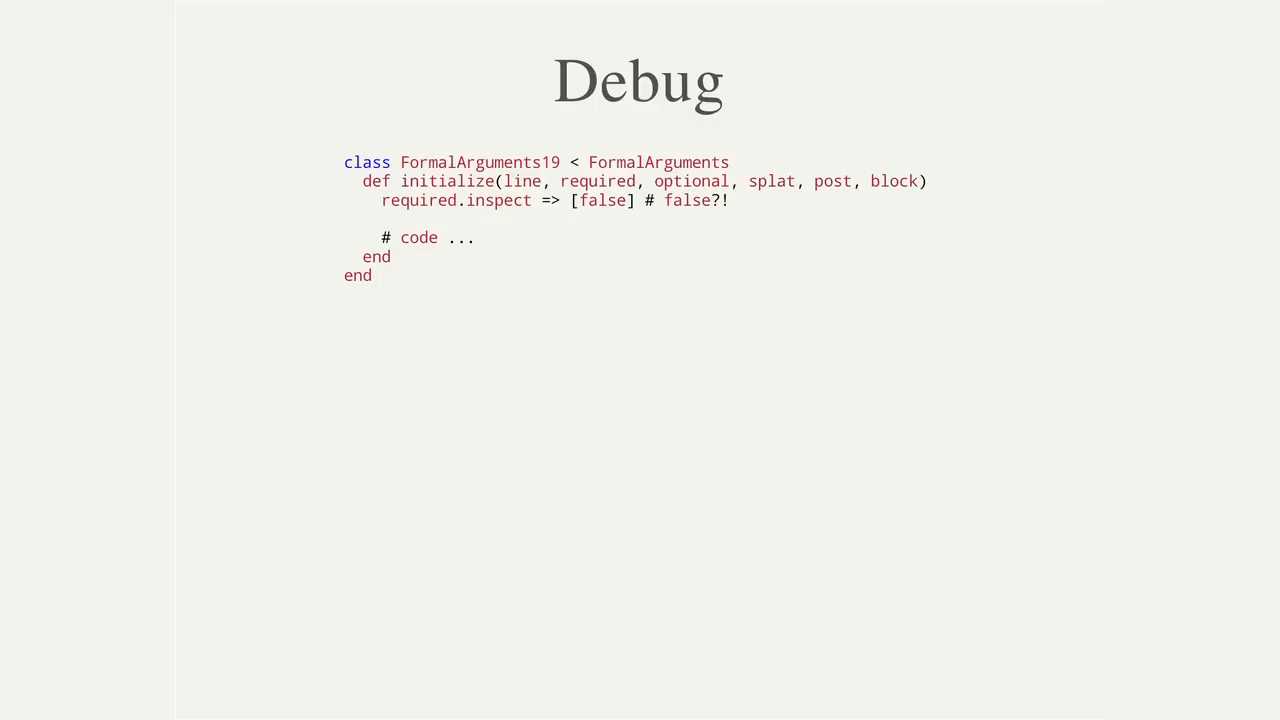 Debug
class FormalArguments19 < FormalArguments
  def initialize(line, required, optional, splat, post, block)
    required.inspect => [false] # false?!

    # code ...
  end
end